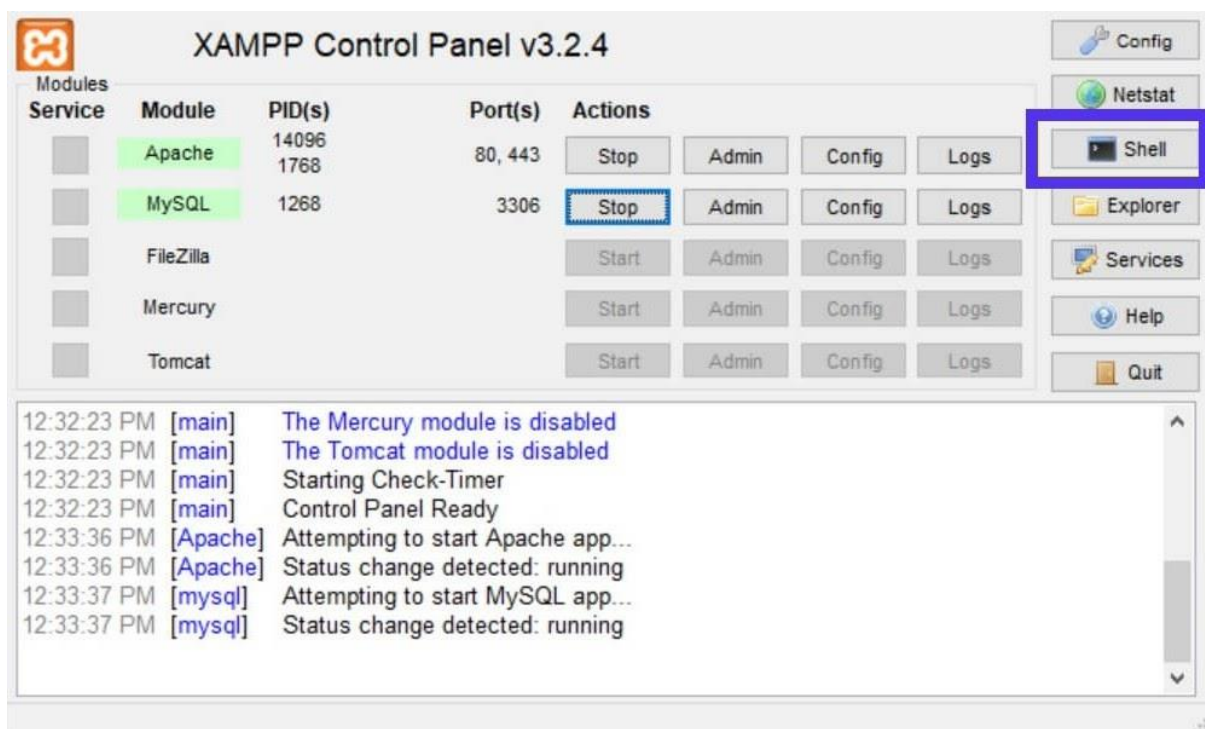 XAMPP Control Panel v3.2.4
Config
Modules
Netstat
Service Module PID(s) Port(s) Actions
Apache 14096 1768 80, 443 Stop Admin Config Logs
Shell
MySQL 1268 3306 Stop Admin Config Logs
Explorer
FileZilla Start Admin Config Logs
Services
Mercury Start Admin Config Logs
Help
Tomcat Start Admin Config Logs
Quit
12:32:23 PM [main] The Mercury module is disabled
12:32:23 PM [main] The Tomcat module is disabled
12:32:23 PM [main] Starting Check-Timer
12:32:23 PM [main] Control Panel Ready
12:33:36 PM [Apache] Attempting to start Apache app...
12:33:36 PM [Apache] Status change detected: running
12:33:37 PM [mysql] Attempting to start MySQL app...
12:33:37 PM [mysql] Status change detected: running